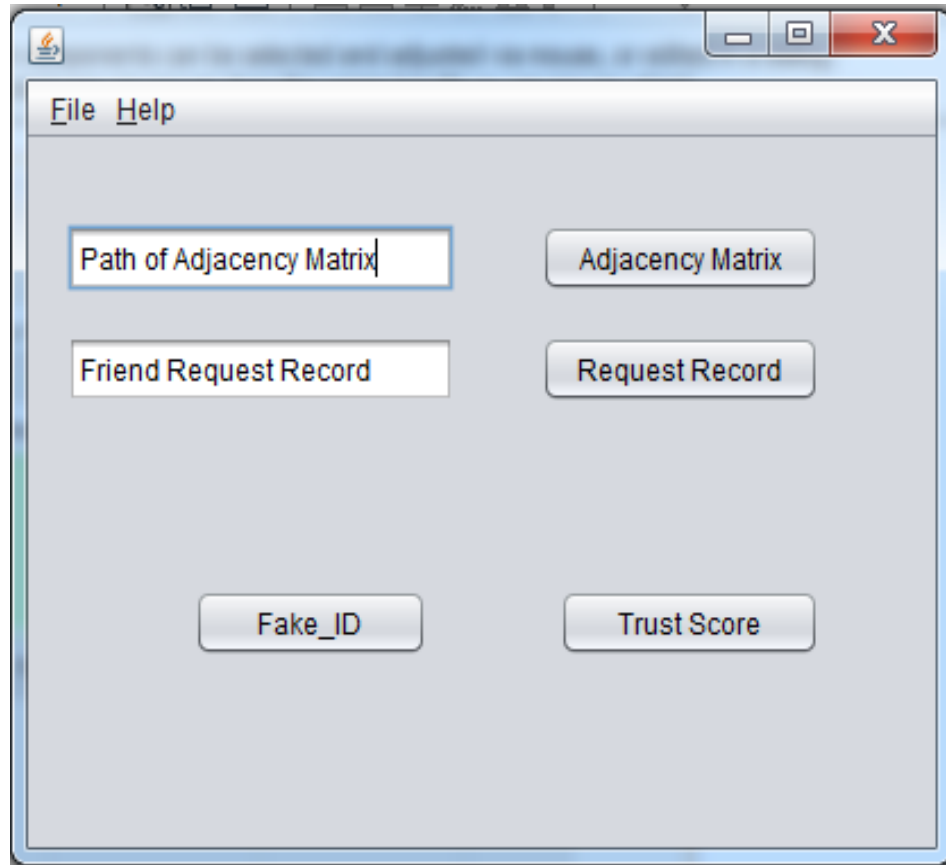 File Help
Path of Adjacency Matrix Adjacency Matrix
Friend Request Record Request Record
Fake_ID Trust Score